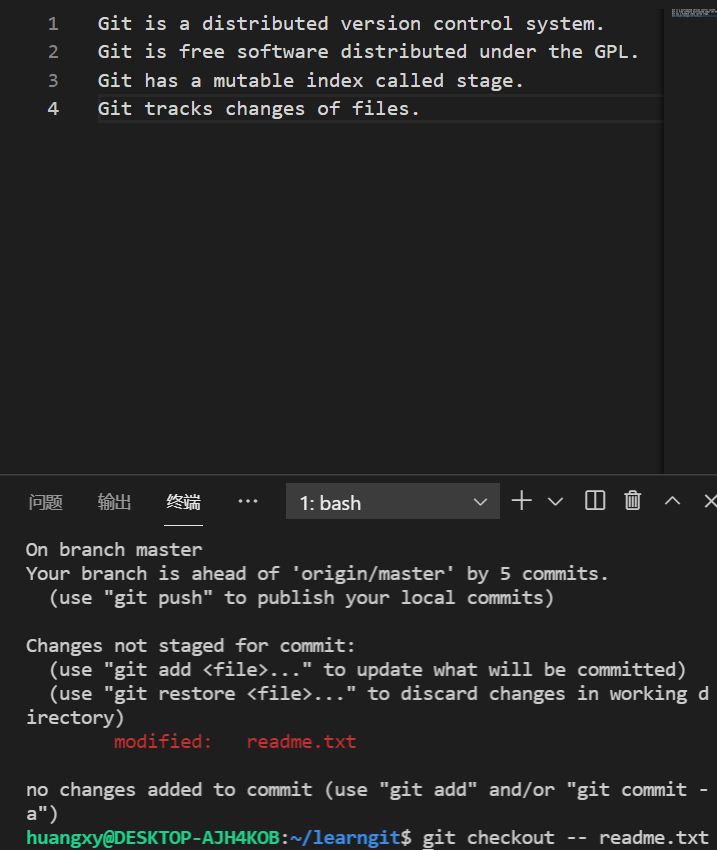 1 Git is a distributed version control system.
2 Git is free software distributed under the GPL.
3 Git has a mutable index called stage.
4 Git tracks changes of files.
问题 输出 终端 ··· 1: bash
On branch master
Your branch is ahead of 'origin/master' by 5 commits.
(use "git push" to publish your local commits)
Changes not staged for commit:
(use "git add <file>..." to update what will be committed)
(use "git restore <file>..." to discard changes in working d
irectory)
modified: readme.txt
no changes added to commit (use "git add" and/or "git commit -
a")
huangxy@DESKTOP-AJH4KOB:~/learngit$ git checkout -- readme.txt